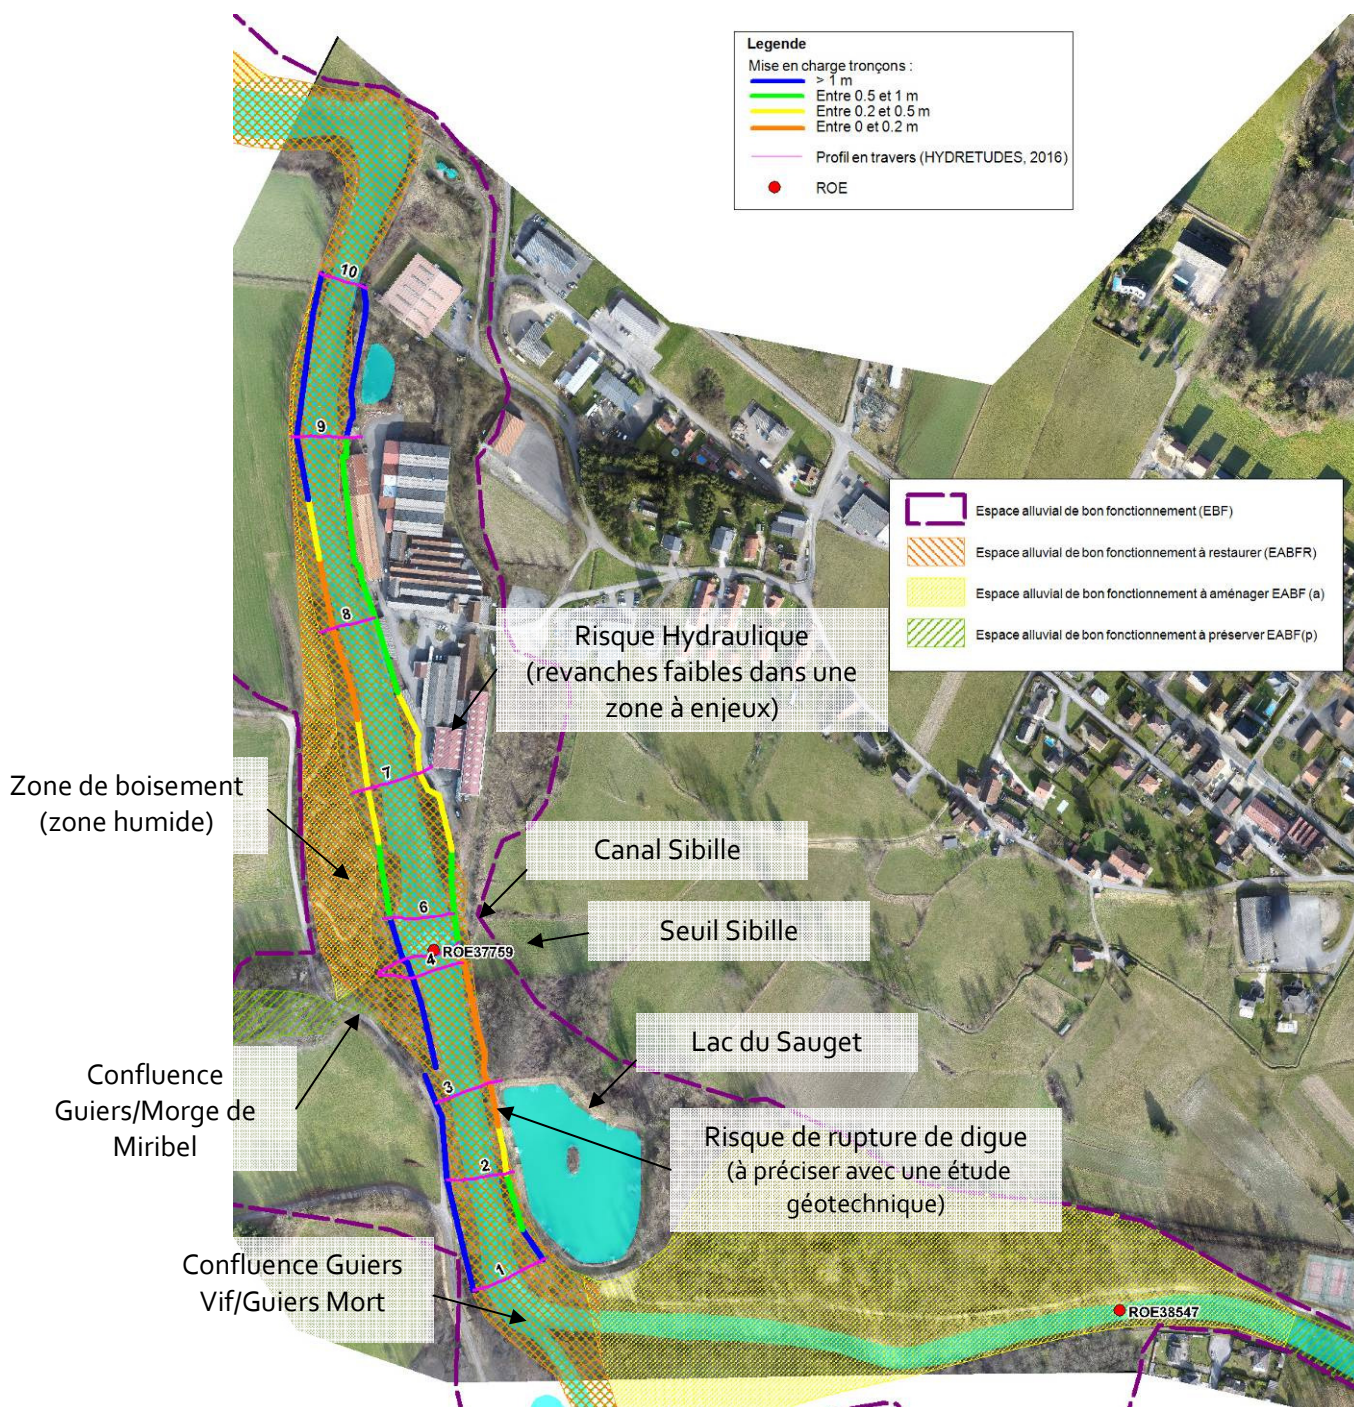 Legende
Mise en charge tronçons :
> 1 m
Entre 0.5 et 1 m
Entre 0.2 et 0.5 m
Entre 0 et 0.2 m
Profil en travers (HYDRETUDES, 2016)
ROE
10
9
8
7
6
4
3
2
1
Espace alluvial de bon fonctionnement (EBF)
Espace alluvial de bon fonctionnement à restaurer (EABFR)
Espace alluvial de bon fonctionnement à aménager EABF (a)
Espace alluvial de bon fonctionnement à préserver EABF(p)
Risque Hydraulique
(revanches faibles dans une
zone à enjeux)
Zone de boisement
(zone humide)
Canal Sibille
Seuil Sibille
ROE37759
Lac du Sauget
Confluence
Guiers/Morge de
Miribel
Risque de rupture de digue
(à préciser avec une étude
géotechnique)
Confluence Guiers
Vif/Guiers Mort
ROE38547